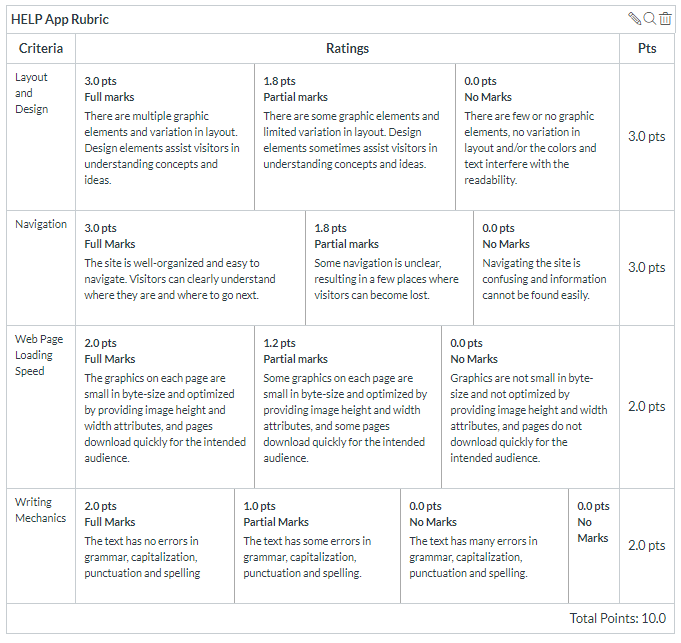 HELP App Rubric
Criteria
Ratings
Pts
Layout
and
Design
3.0 pts
Full marks
There are multiple graphic
elements and variation in layout.
Design elements assist visitors in
understanding concepts and
ideas.
1.8 pts
Partial marks
There are some graphic elements and
limited variation in layout. Design
elements sometimes assist visitors in
understanding concepts and ideas.
0.0 pts
No Marks
There are few or no graphic
elements, no variation in
layout and/or the colors and
text interfere with the
readability.
3.0 pts
Navigation
3.0 pts
Full Marks
The site is well-organized and easy to
navigate. Visitors can clearly understand
where they are and where to go next.
1.8 pts
Partial marks
Some navigation is unclear,
resulting in a few places where
visitors can become lost.
0.0 pts
No Marks
Navigating the site is
confusing and information
cannot be found easily.
3.0 pts
Web Page
Loading
Speed
2.0 pts
Full Marks
The graphics on each page are
small in byte-size and optimized
by providing image height and
width attributes, and pages
download quickly for the intended
audience.
1.2 pts
Partial marks
Some graphics on each page are
small in byte-size and optimized by
providing image height and width
attributes, and some pages
download quickly for the intended
audience.
0.0 pts
No Marks
Graphics are not small in byte-
size and not optimized by
providing image height and width
attributes, and pages do not
download quickly for the
intended audience.
2.0 pts
Writing
Mechanics
2.0 pts
Full Marks
The text has no errors in
grammar, capitalization,
punctuation and spelling
1.0 pts
Partial Marks
The text has some errors in
grammar, capitalization,
punctuation and spelling.
0.0 pts
No Marks
The text has many errors in
grammar, capitalization,
punctuation and spelling.
0.0 pts
No
Marks
2.0 pts
Total Points: 10.0